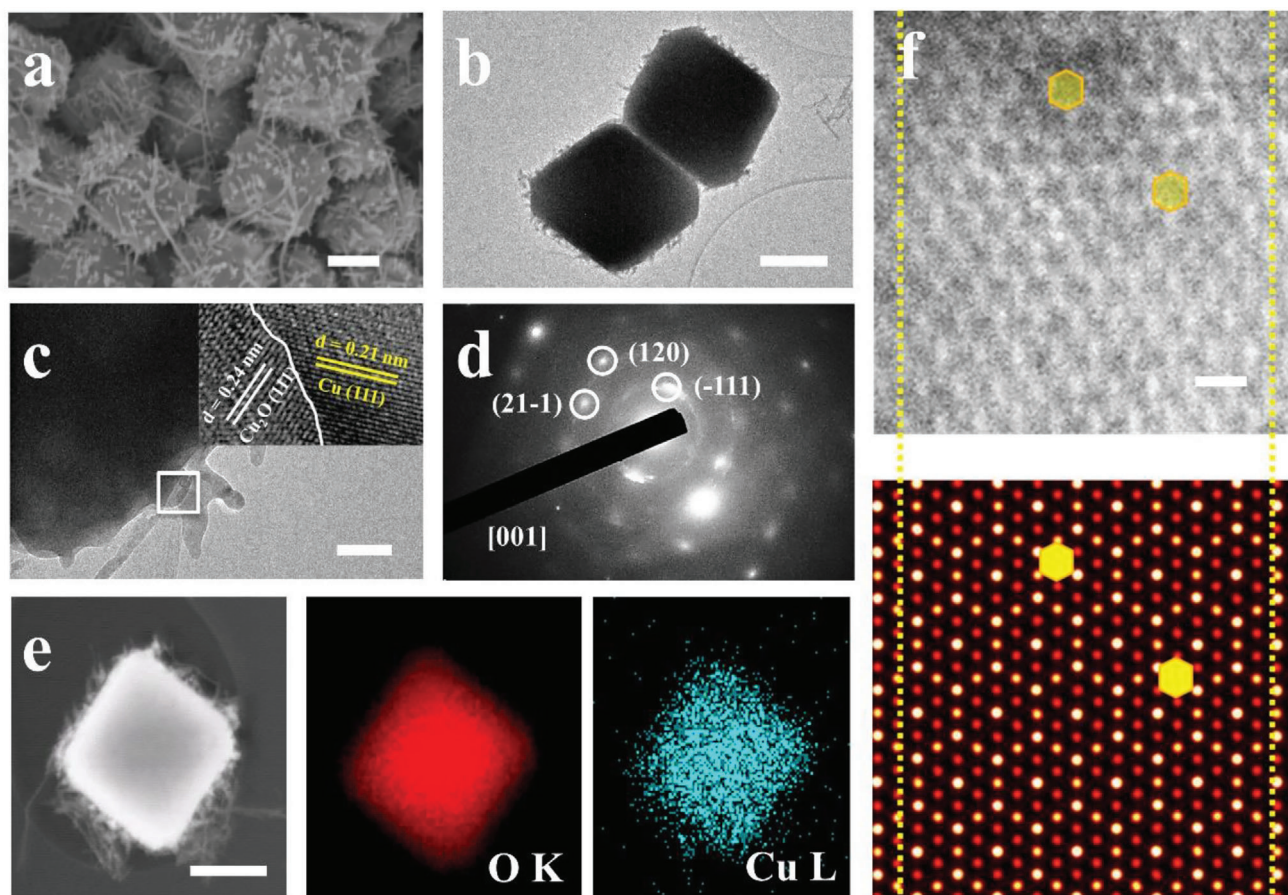 a
b
f
c
d = 0.24 nm
Cu₂O (111)
d = 0.21 nm
Cu (111)
d
(120)
(-111)
(21-1)
[001]
e
O K
Cu L